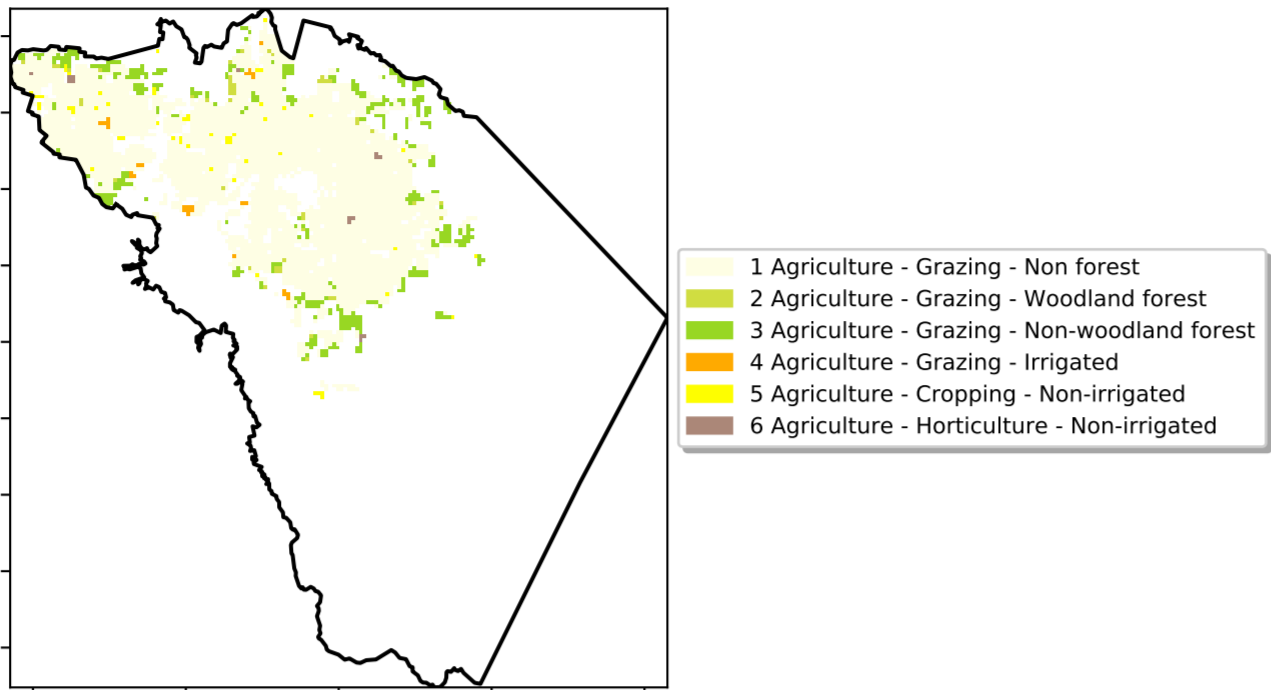 1 Agriculture - Grazing - Non forest
2 Agriculture - Grazing - Woodland forest
3 Agriculture - Grazing - Non-woodland forest
4 Agriculture - Grazing - Irrigated
5 Agriculture - Cropping - Non-irrigated
6 Agriculture - Horticulture - Non-irrigated